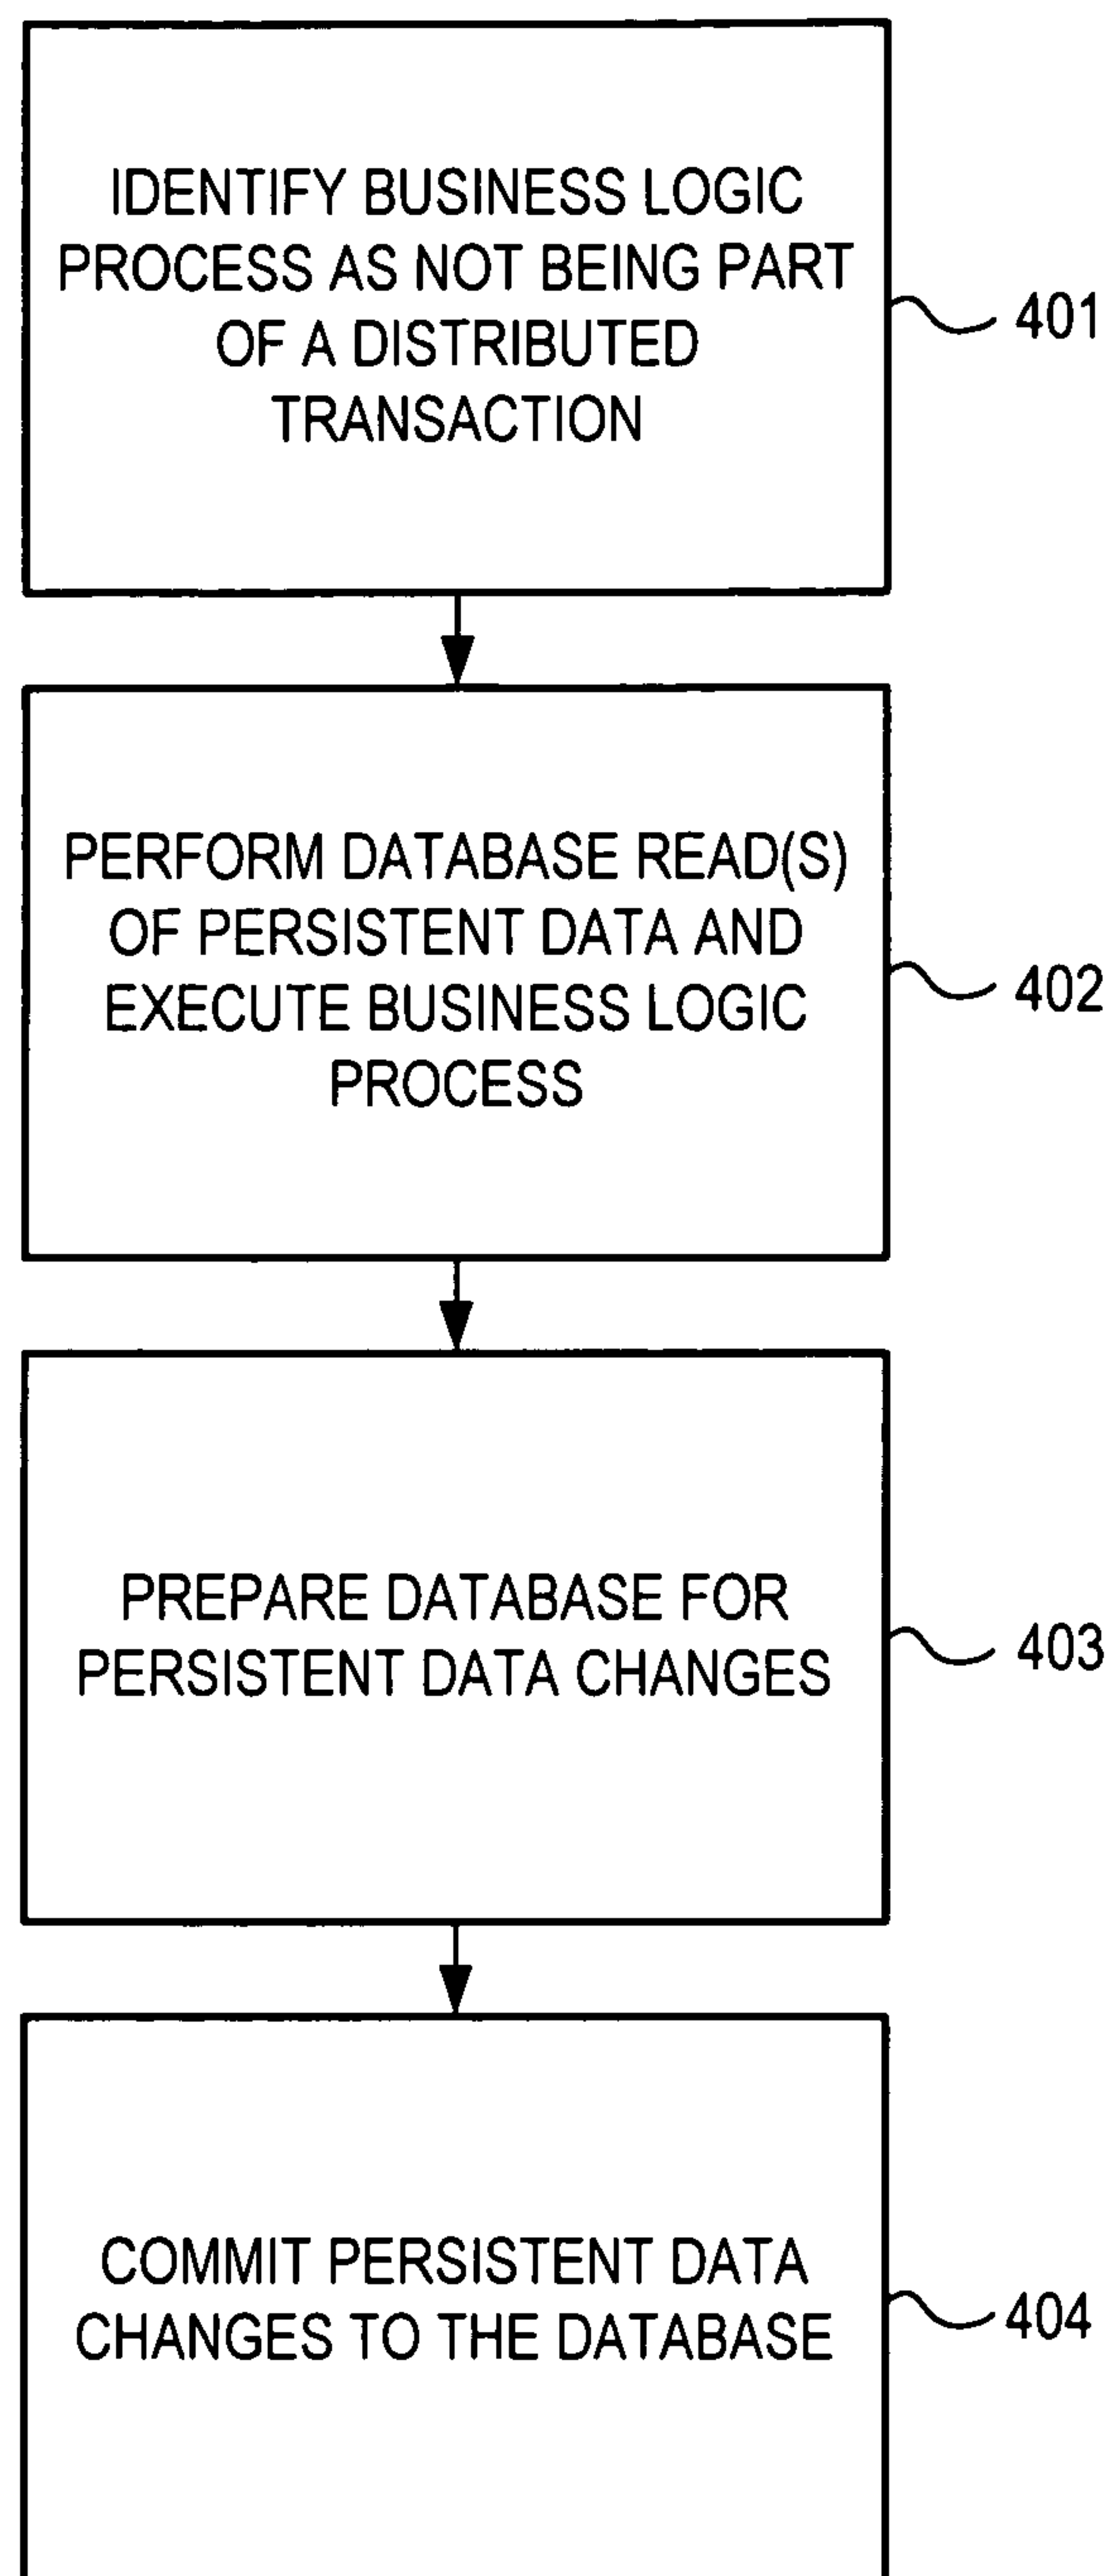 IDENTIFY BUSINESS LOGIC
PROCESS AS NOT BEING PART
OF A DISTRIBUTED
TRANSACTION
401
PERFORM DATABASE READ(S)
OF PERSISTENT DATA AND
EXECUTE BUSINESS LOGIC
PROCESS
402
PREPARE DATABASE FOR
PERSISTENT DATA CHANGES
403
COMMIT PERSISTENT DATA
CHANGES TO THE DATABASE
404